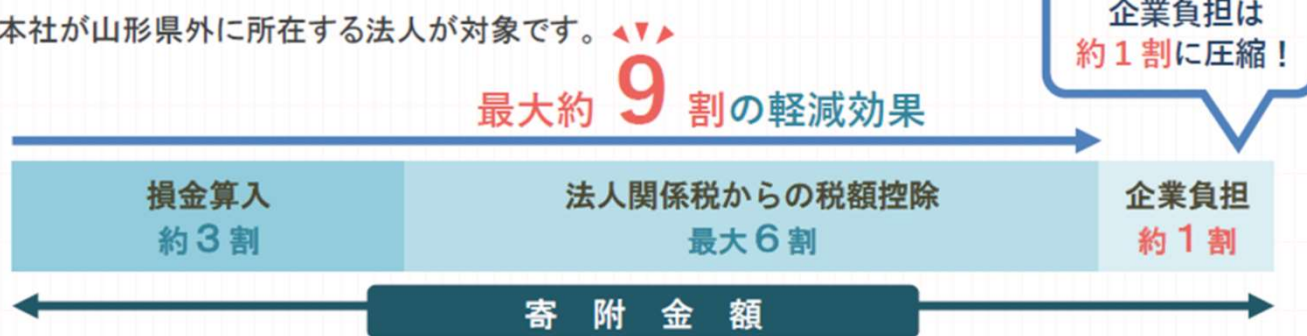 本社が山形県外に所在する法人が対象です。
企業負担は
約1割に圧縮！
最大約9割の軽減効果
損金算入
約3割
法人関係税からの税額控除
最大6割
企業負担
約1割
寄附金額